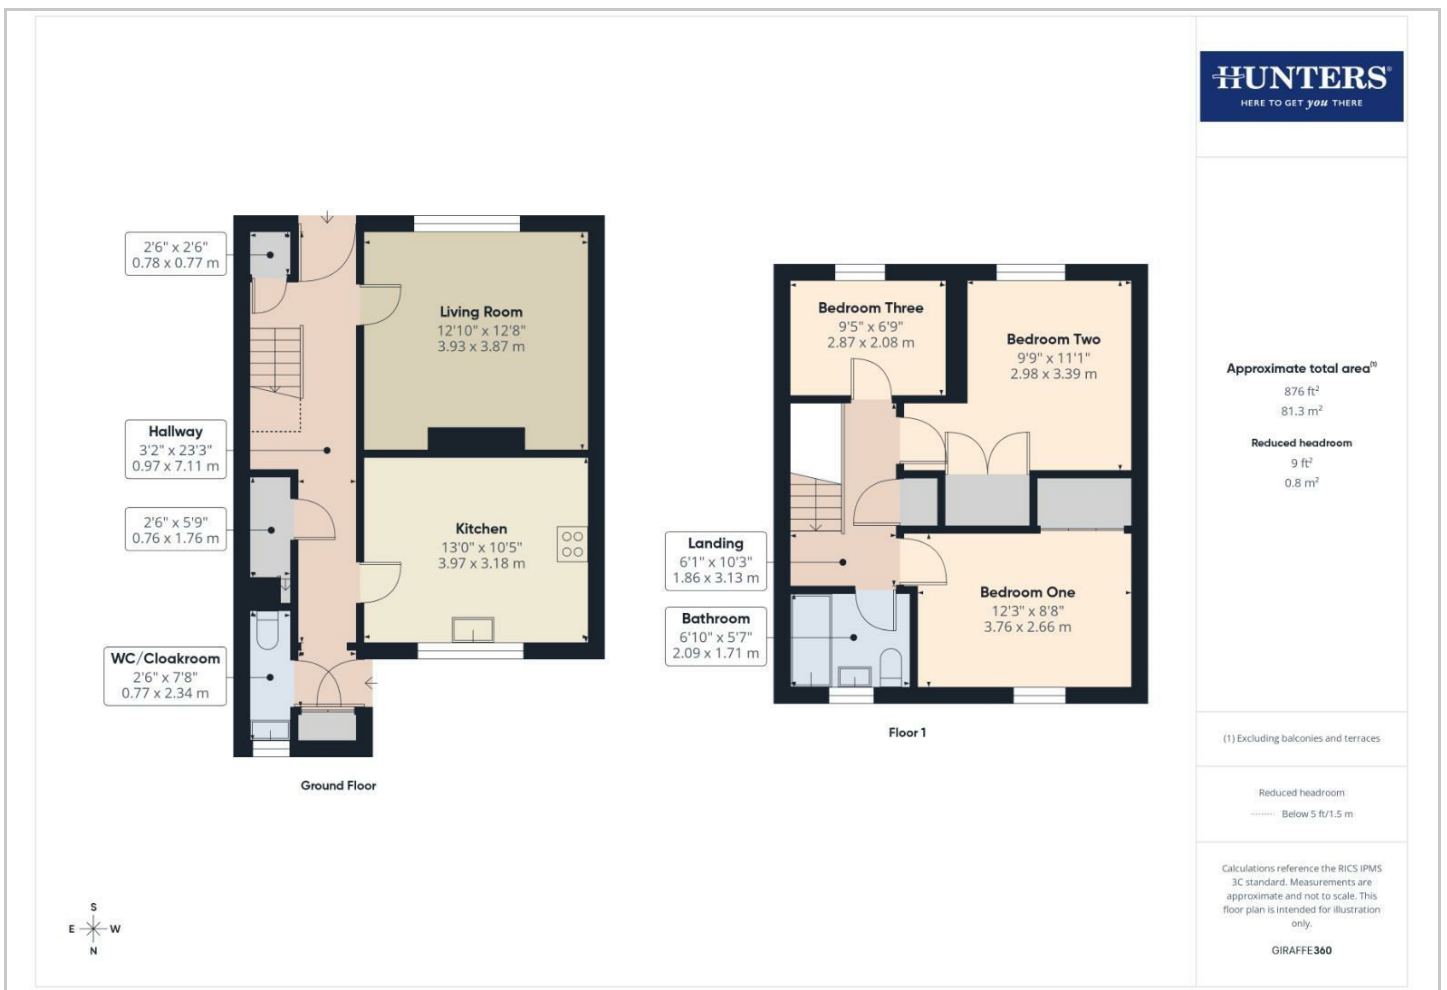 HUNTERS®
HERE TO GET you THERE
2'6" x 2'6"
0.78 x 0.77 m
Living Room
12'10" x 12'8"
3.93 x 3.87 m
Hallway
3'2" x 23'3"
0.97 x 7.11 m
2'6" x 5'9"
0.76 x 1.76 m
Kitchen
13'0" x 10'5"
3.97 x 3.18 m
WC/Cloakroom
2'6" x 7'8"
0.77 x 2.34 m
Ground Floor
Bedroom Three
9'5" x 6'9"
2.87 x 2.08 m
Bedroom Two
9'9" x 11'1"
2.98 x 3.39 m
Landing
6'1" x 10'3"
1.86 x 3.13 m
Bedroom One
12'3" x 8'8"
3.76 x 2.66 m
Bathroom
6'10" x 5'7"
2.09 x 1.71 m
Floor 1
Approximate total area(1)
876 ft²
81.3 m²
Reduced headroom
9 ft²
0.8 m²
(1) Excluding balconies and terraces
Reduced headroom
Below 5 ft/1.5 m
Calculations reference the RICS IPMS
3C standard. Measurements are
approximate and not to scale. This
floor plan is intended for illustration
only.
GIRAFFE360
S
E W
N